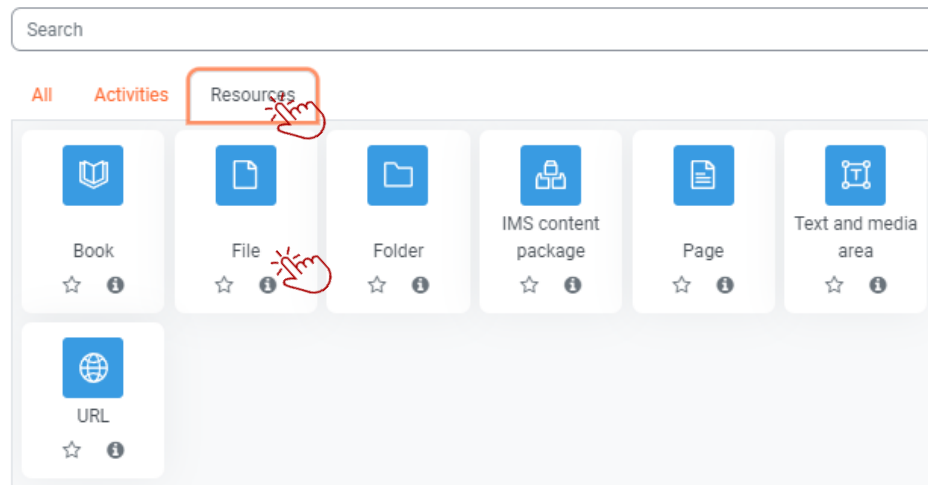 Search
All Activities Resources
Book File Folder IMS content package Page Text and media area
URL